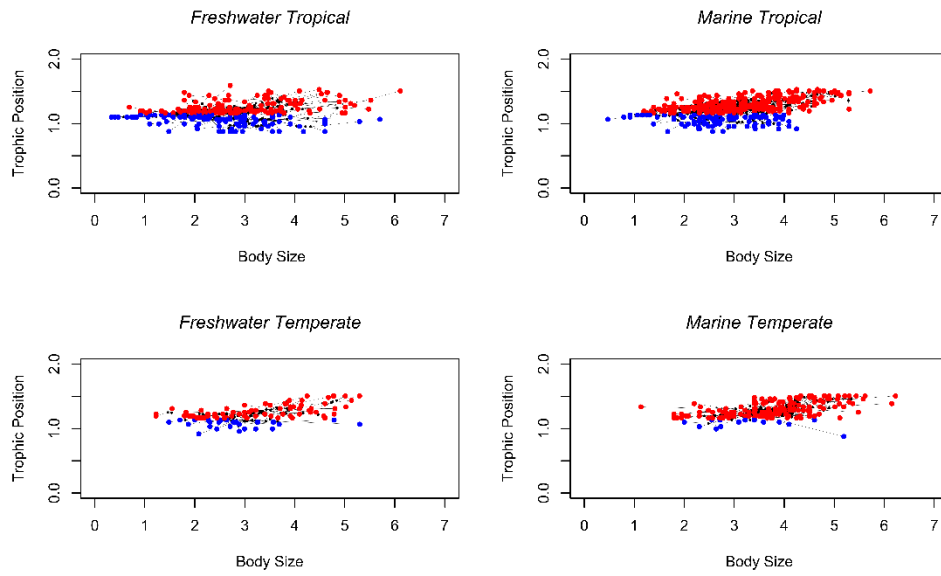 Freshwater Tropical
Marine Tropical
Trophic Position
2.0
1.0
0.0
0 1 2 3 4 5 6 7
Body Size
Trophic Position
2.0
1.0
0.0
0 1 2 3 4 5 6 7
Body Size
Freshwater Temperate
Marine Temperate
Trophic Position
2.0
1.0
0.0
0 1 2 3 4 5 6 7
Body Size
Trophic Position
2.0
1.0
0.0
0 1 2 3 4 5 6 7
Body Size